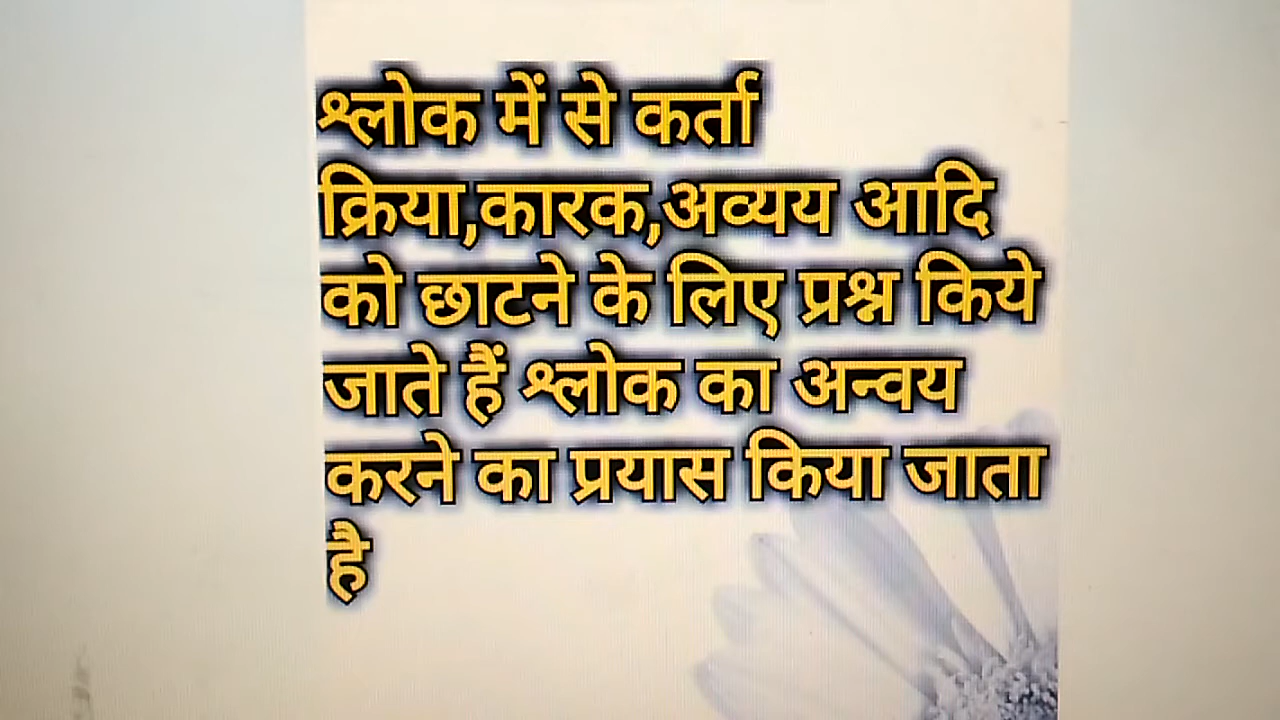 श्लोक में से कर्ता
क्रिया,कारक,अव्यय आदि
को छाटने के लिए प्रश्न किये
जाते हैं श्लोक का अन्वय
करने का प्रयास किया जाता
है